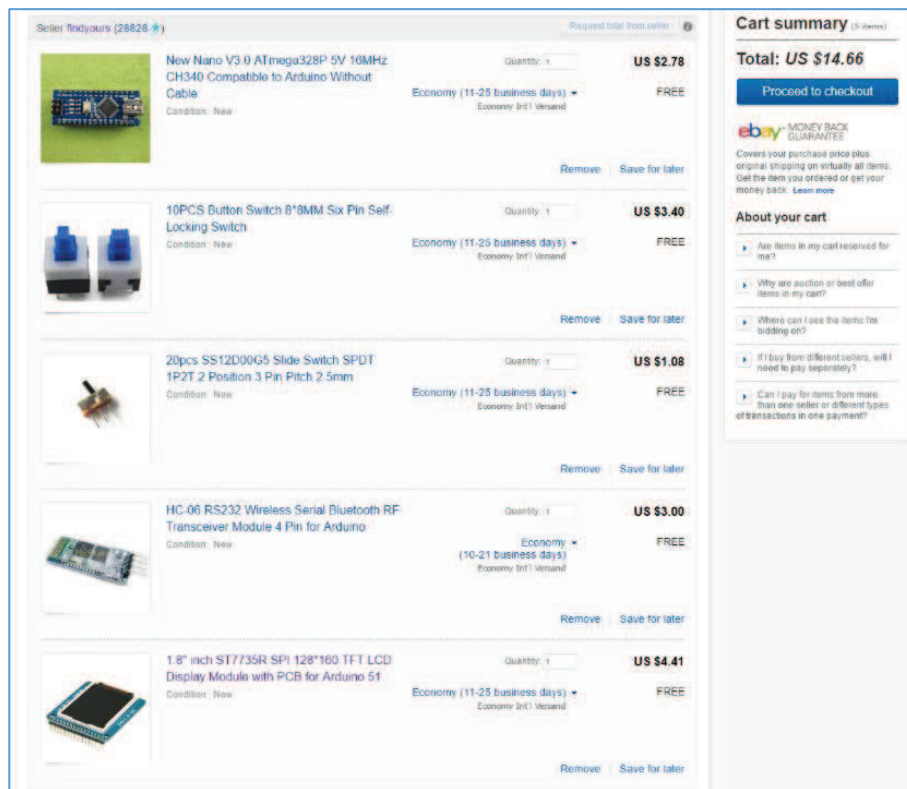 Seller findyours (28828 ★)
Request total from seller
New Nano V3.0 ATmega328P 5V 16MHz
CH340 Compatible to Arduino Without
Cable
Condition: New
Quantity: 1
US $2.78
Economy (11-25 business days)
FREE
Economy Int'l Versand
Remove
Save for later
10PCS Button Switch 8*8MM Six Pin Self-
Locking Switch
Condition: New
Quantity: 1
US $3.40
Economy (11-25 business days)
FREE
Economy Int'l Versand
Remove
Save for later
20pcs SS12D00G5 Slide Switch SPDT
1P2T 2 Position 3 Pin Pitch 2.5mm
Condition: New
Quantity: 1
US $1.08
Economy (11-25 business days)
FREE
Economy Int'l Versand
Remove
Save for later
HC-06 RS232 Wireless Serial Bluetooth RF
Transceiver Module 4 Pin for Arduino
Condition: New
Quantity: 1
US $3.00
Economy
(10-21 business days)
FREE
Economy Int'l Versand
Remove
Save for later
1.8" inch ST7735R SPI 128*160 TFT LCD
Display Module with PCB for Arduino 51
Condition: New
Quantity: 1
US $4.41
Economy (11-25 business days)
FREE
Economy Int'l Versand
Remove
Save for later
Cart summary (5 items)
Total: US $14.66
Proceed to checkout
ebay MONEY BACK
GUARANTEE
Covers your purchase price plus
original shipping on virtually all items.
Get the item you ordered or get your
money back. Learn more
About your cart
Are items in my cart reserved for
me?
Why are auction or best offer
items in my cart?
Where can I see the items I'm
bidding on?
If I buy from different sellers, will I
need to pay separately?
Can I pay for items from more
than one seller or different types
of transactions in one payment?